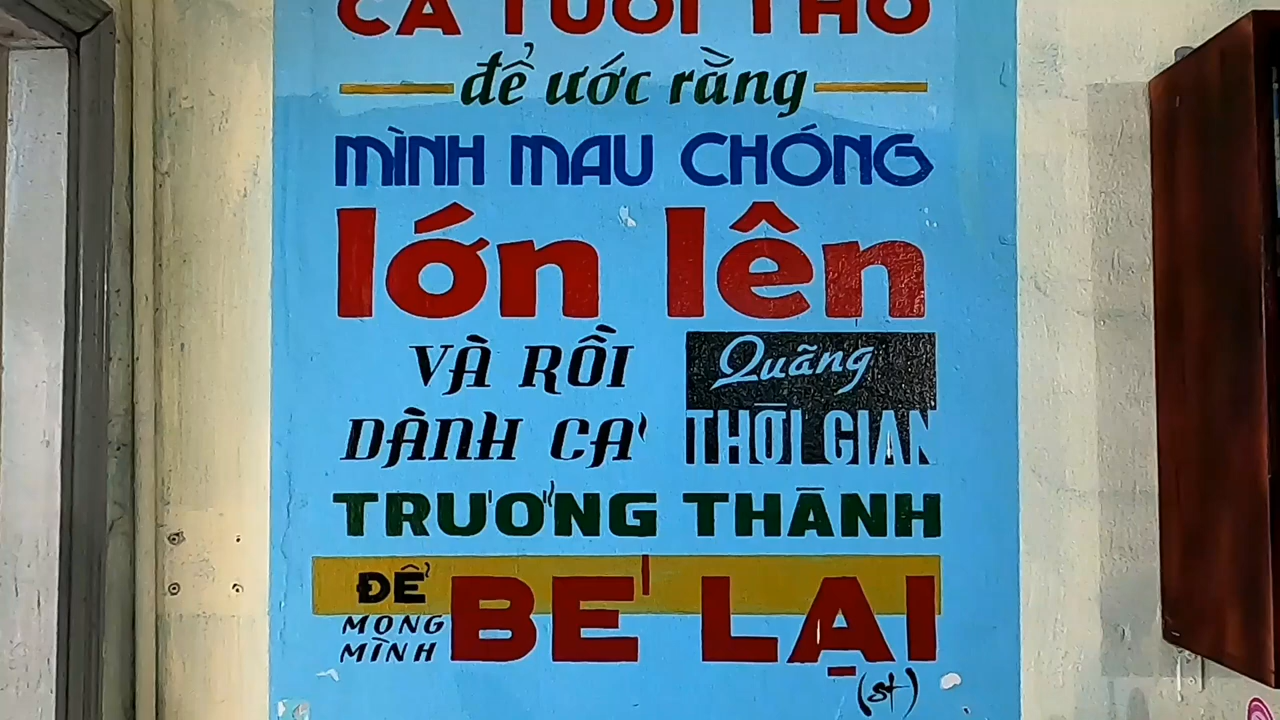 CẢ TUỔI THƠ
để ước rằng
MÌNH MAU CHÓNG
lớn lên
VÀ RỒI
DÀNH CẢ
Quãng
THỜI GIAN
TRƯỞNG THÀNH
ĐỂ
MONG
MÌNH
BÉ LẠI
(st)